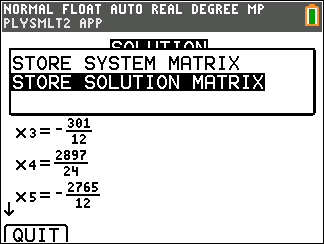 NORMAL FLOAT AUTO REAL DEGREE MP
PLYSMLT2 APP
SOLUTION
STORE SYSTEM MATRIX
STORE SOLUTION MATRIX
x3=-301/12
x4=2897/24
x5=-2765/12
QUIT